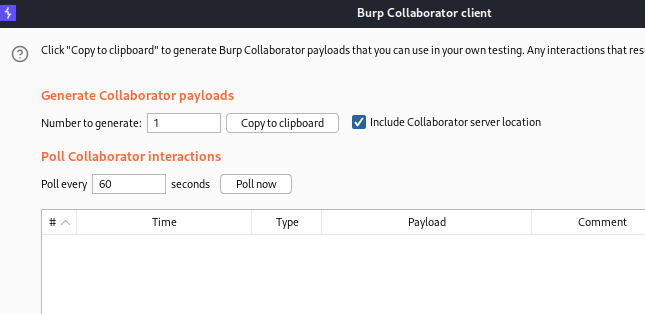 Burp Collaborator client
Click "Copy to clipboard" to generate Burp Collaborator payloads that you can use in your own testing. Any interactions that
Generate Collaborator payloads
Number to generate: 1 Copy to clipboard Include Collaborator server location
Poll Collaborator interactions
Poll every 60 seconds Poll now
# Time Type Payload Comment